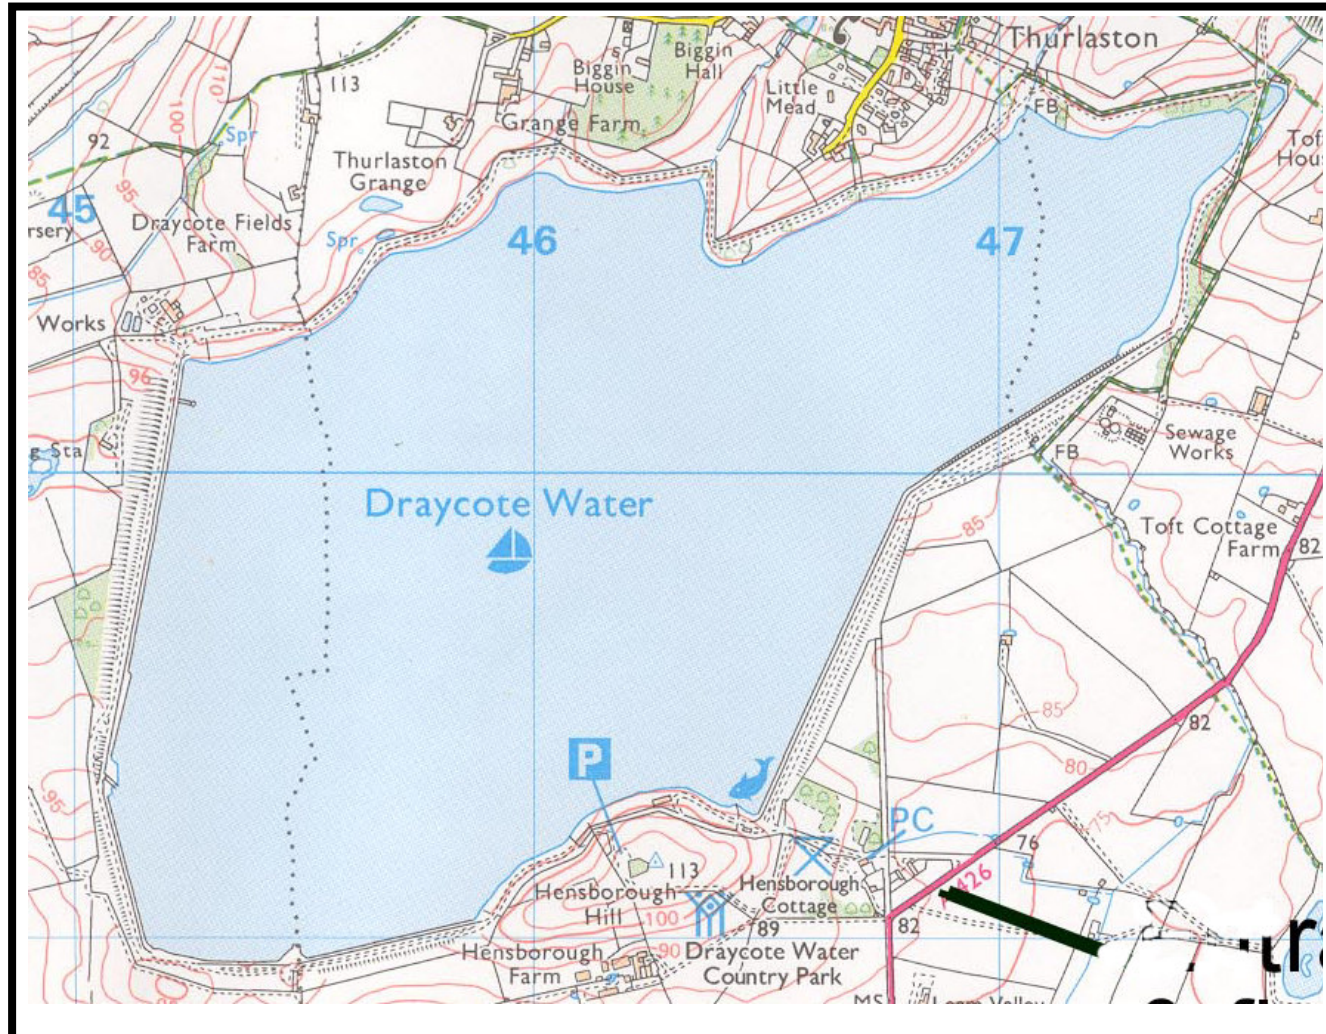 Thurlaston
Biggin
Hall
Biggin
House
Little
Mead
113
110
100
Spr
92
Grange Farm
FB
Thurlaston
Grange
45
95
90
85
Draycote Fields
Farm
Spr
46
47
Works
96
FB
Sewage
Works
Draycote Water
85
Toft Cottage
Farm
82
85
82
P
80
75
95
PC
76
A426
113
Hensborough
Hill
Hensborough
Cottage
100
89
82
Hensborough
Farm
90
Draycote Water
Country Park
MS